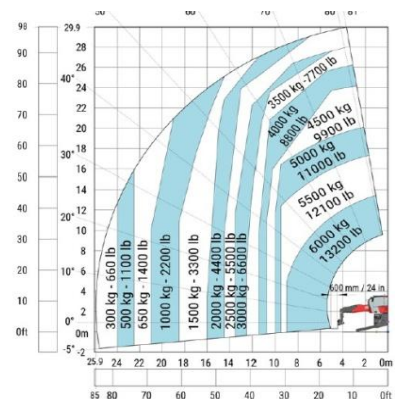 98
90
80
70
60
50
40
30
20
10
0ft
29.9
28
26
24
22
20
18
16
14
12
10
8
6
4
2
0m
-2
70
80
81
40°
30°
20°
10°
0°
-5°
300 kg - 660 lb
500 kg - 1100 lb
650 kg - 1400 lb
1000 kg - 2200 lb
1500 kg - 3300 lb
2000 kg - 4400 lb
2500 kg - 5500 lb
3000 kg - 6600 lb
3500 kg -7700 lb
4000 kg
8800 lb
4500 kg
9900 lb
5000 kg
11000 lb
5500 kg
12100 lb
6000 kg
13200 lb
600 mm / 24 in
25.9 24 22 20 18 16 14 12 10 8 6 4 2 0m
85 80 70 60 50 40 30 20 10 0ft